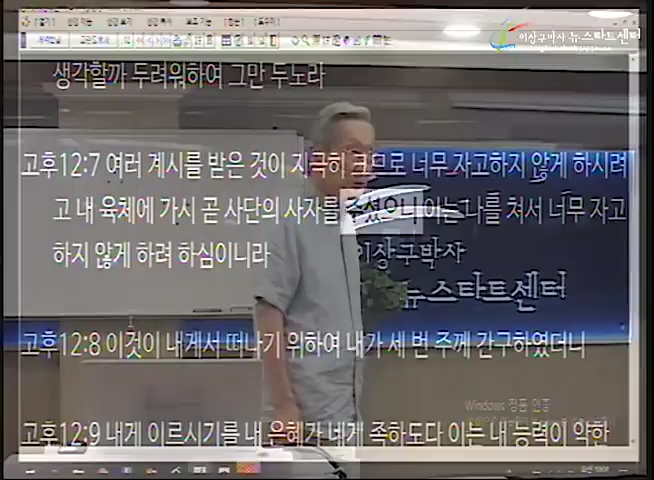 이상구박사 뉴스타트센터
생각할까 두려워하여 그만 두노라
고후12:7 여러 계시를 받은 것이 지극히 크므로 너무 자고하지 않게 하시려
고 내 육체에 가시 곧 사단의 사자를 주셨으니 이는 나를 쳐서 너무 자고
하지 않게 하려 하심이니라
이상구박사
뉴스타트센터
고후12:8 이것이 내게서 떠나기 위하여 내가 세 번 주께 간구하였더니
Windows 정품 인증
고후12:9 내게 이르시기를 내 은혜가 네게 족하도다 이는 내 능력이 약한